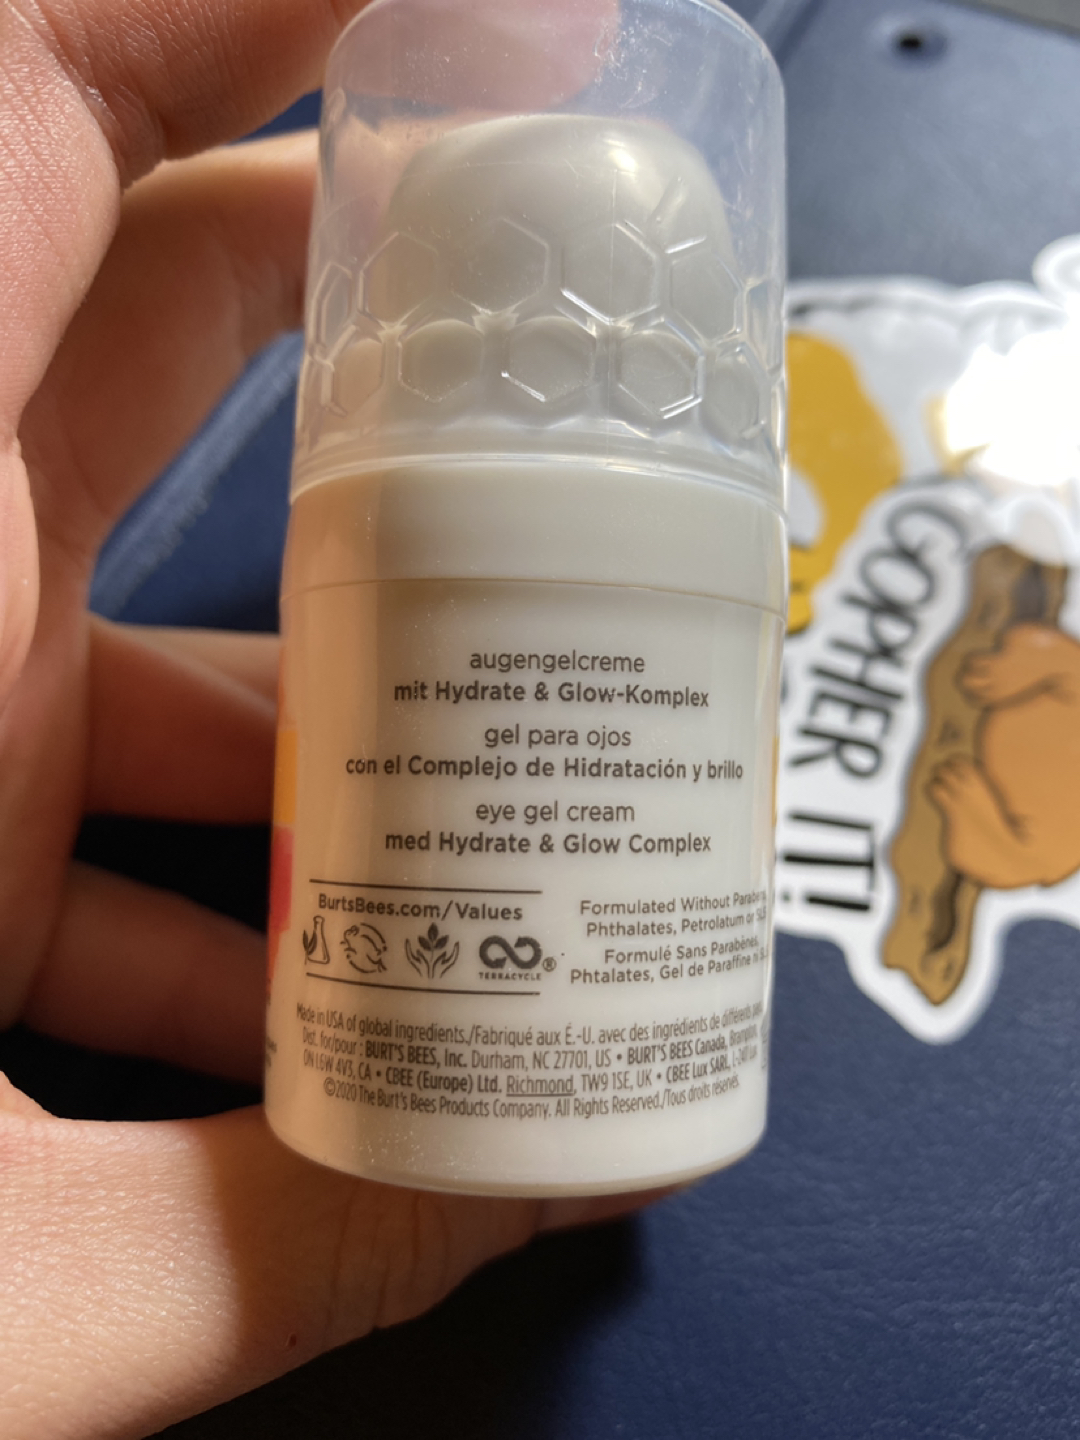 augengelcreme
mit Hydrate & Glow-Komplex
gel para ojos
con el Complejo de Hidratación y brillo
eye gel cream
med Hydrate & Glow Complex
BurtsBees.com/Values
TERRACYCLE®
Formulated Without Parabens,
Phthalates, Petrolatum or SLS
Formulé Sans Parabènes,
Phtalates, Gel de Paraffine ni
Made in USA of global ingredients./Fabriqué aux É.-U. avec des ingrédients de différents
Dist. for/pour : BURT'S BEES, Inc. Durham, NC 27701, US • BURT'S BEES Canada, Brampton,
ON L6W 4V3, CA • CBEE (Europe) Ltd. Richmond, TW9 1SE, UK • CBEE Lux SARL,
©2020 The Burt's Bees Products Company. All Rights Reserved./Tous droits réservés.
GOPHER IT!